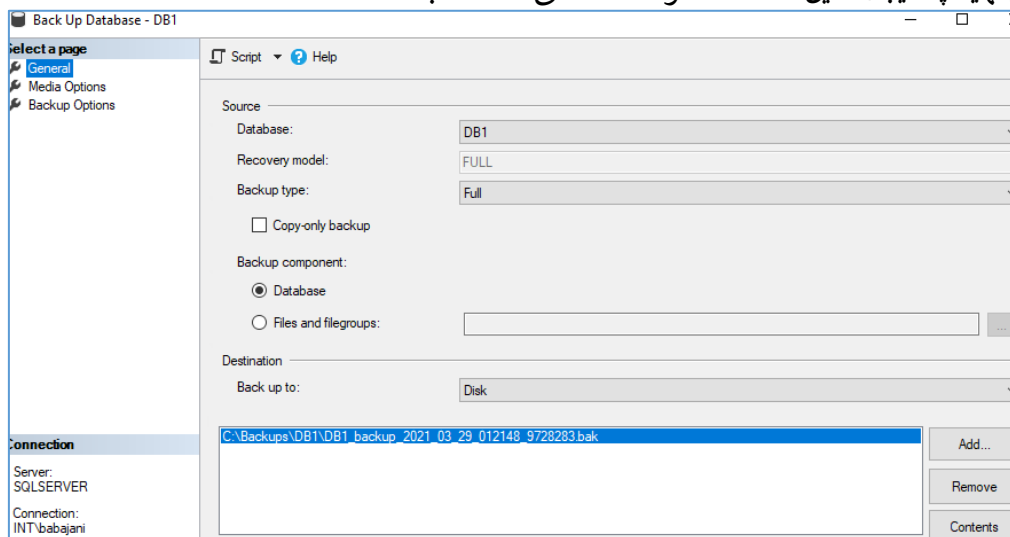 Back Up Database - DB1
Select a page
General
Media Options
Backup Options
Script
Help
Source
Database:
DB1
Recovery model:
FULL
Backup type:
Full
Copy-only backup
Backup component:
Database
Files and filegroups:
...
Destination
Back up to:
Disk
C:\Backups\DB1\DB1_backup_2021_03_29_012148_9728283.bak
Add...
Remove
Contents
Connection
Server:
SQLSERVER
Connection:
INT\babajani